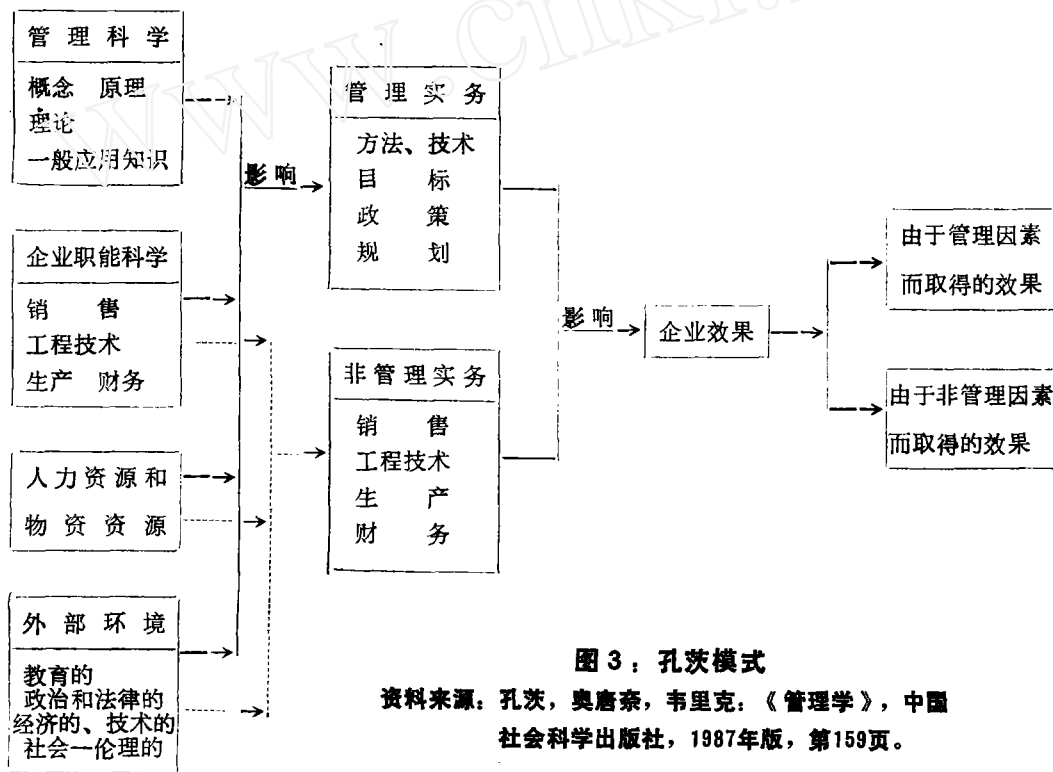 管理科学
概念 原理
理论
一般应用知识
企业职能科学
销售
工程技术
生产 财务
人力资源和
物资资源
外部环境
教育的
政治和法律的
经济的、技术的
社会一伦理的
影响
管理实务
方法、技术
目标
政策
规划
非管理实务
销售
工程技术
生产
财务
影响
企业效果
由于管理因素
而取得的效果
由于非管理因素
而取得的效果
图3:孔茨模式
资料来源:孔茨,奥唐奈,韦里克:《管理学》,中国
社会科学出版社,1987年版,第159页。